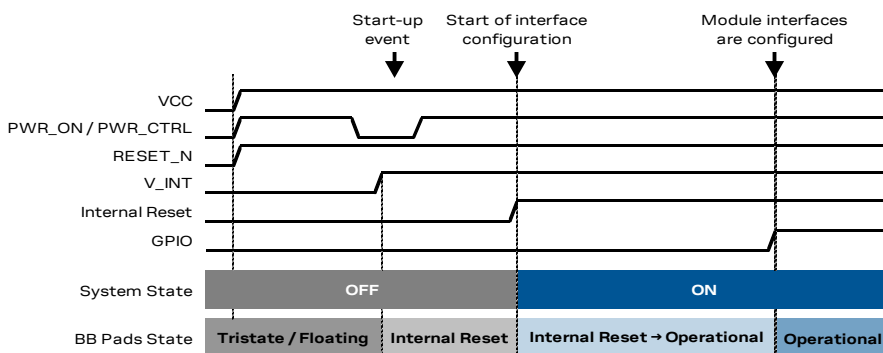 Start-up
event
Start of interface
configuration
Module interfaces
are configured
VCC
PWR_ON / PWR_CTRL
RESET_N
V_INT
Internal Reset
GPIO
System State
OFF
ON
BB Pads State
Tristate / Floating
Internal Reset
Internal Reset → Operational
Operational